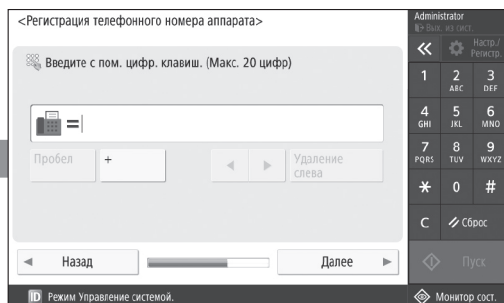 <Регистрация телефонного номера аппарата>
Введите с пом. цифр. клавиш. (Макс. 20 цифр)
=
Пробел
+
Удаление
слева
Назад
Далее
ID Режим Управление системой.
Administrator
Вых. из сист.
Настр./
Регистр.
1
2
ABC
3
DEF
4
GHI
5
JKL
6
MNO
7
PQRS
8
TUV
9
WXYZ
*
0
#
C
Сброс
Пуск
Монитор сост.